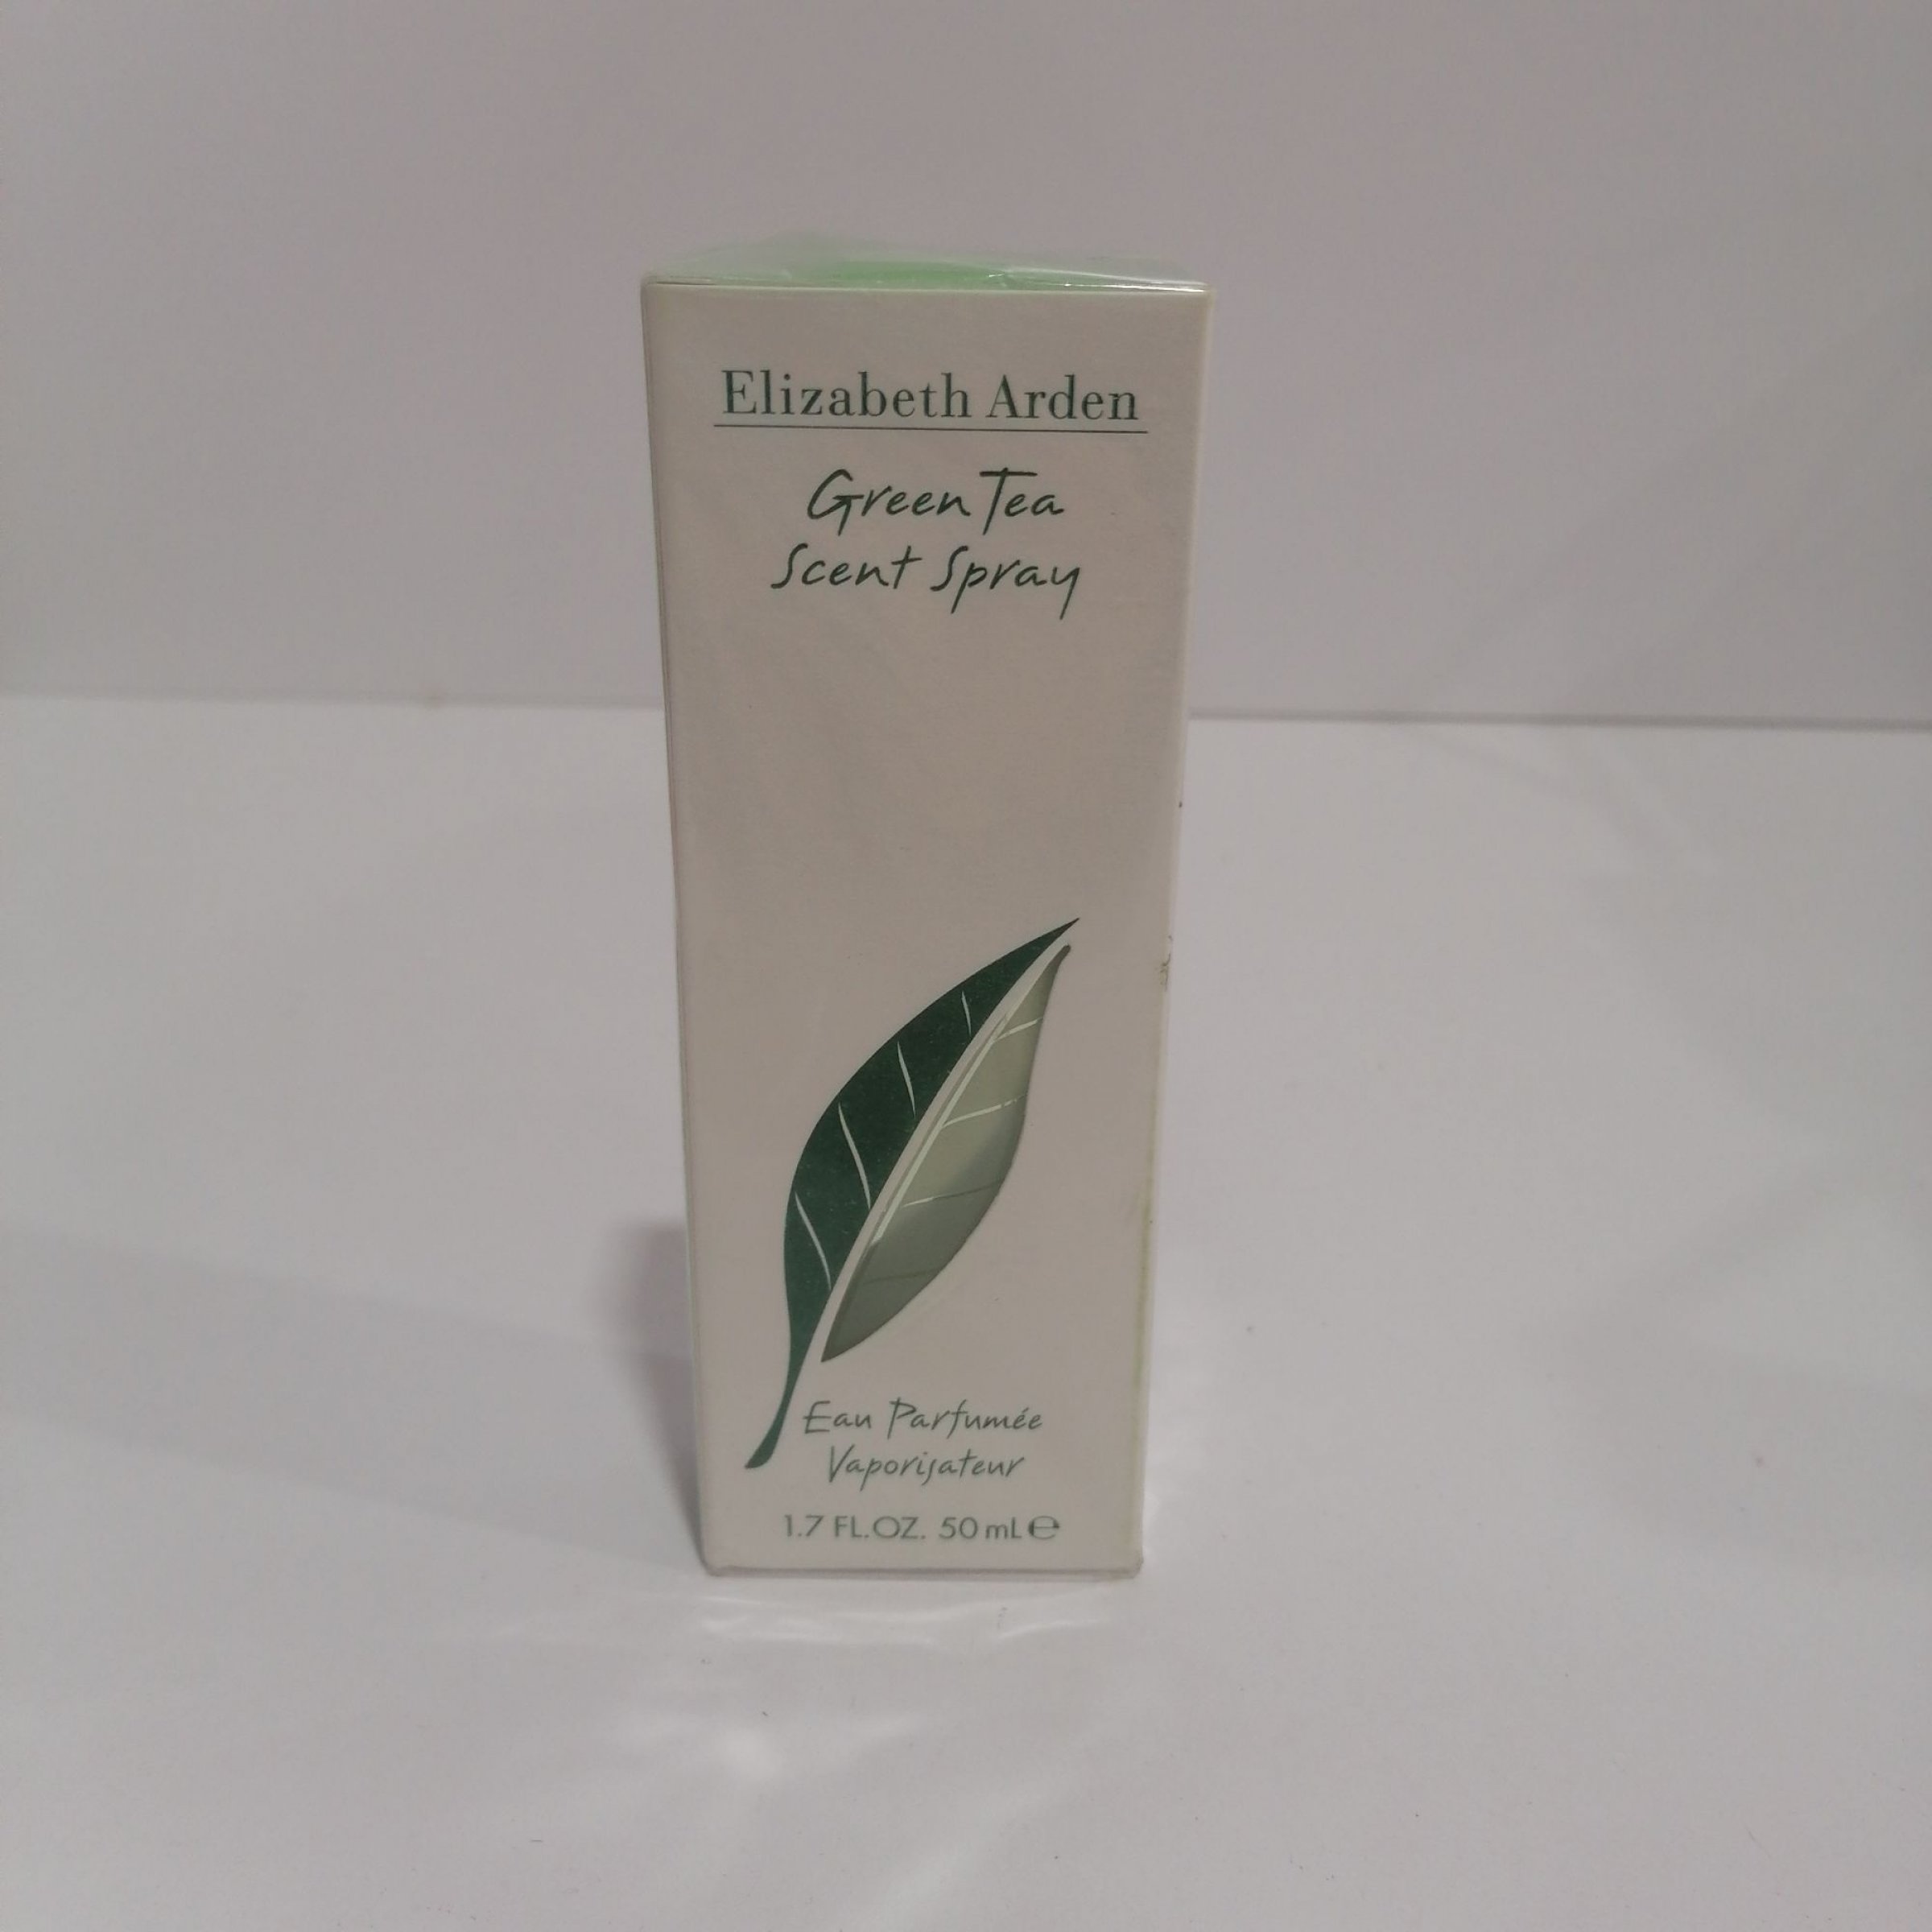 Elizabeth Arden
Green Tea
Scent Spray
Eau Parfumée
Vaporisateur
1.7 FL.OZ. 50 mL ℮